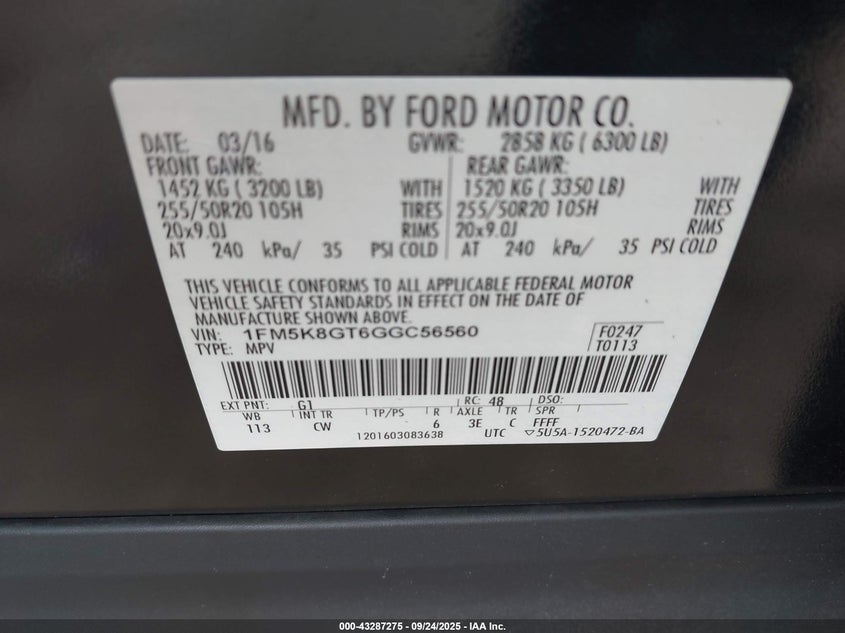 MFD. BY FORD MOTOR CO.
DATE: 03/16 GVWR: 2858 KG ( 6300 LB)
FRONT GAWR: REAR GAWR:
1452 KG ( 3200 LB) WITH 1520 KG ( 3350 LB) WITH
255/50R20 105H TIRES 255/50R20 105H TIRES
20x9.0J RIMS 20x9.0J RIMS
AT 240 kPa/ 35 PSI COLD AT 240 kPa/ 35 PSI COLD
THIS VEHICLE CONFORMS TO ALL APPLICABLE FEDERAL MOTOR
VEHICLE SAFETY STANDARDS IN EFFECT ON THE DATE OF
MANUFACTURE SHOWN ABOVE.
VIN: 1FM5K8GT6GGC56560 F0247
TYPE: MPV T0113
EXT PNT: G1 RC: 48 DSO:
WB INT TR TP/PS R AXLE TR SPR
113 CW 6 3E C FFFF
1201603083638 UTC ▽5U5A-1520472-BA
000-43287275 - 09/24/2025 - IAA Inc.